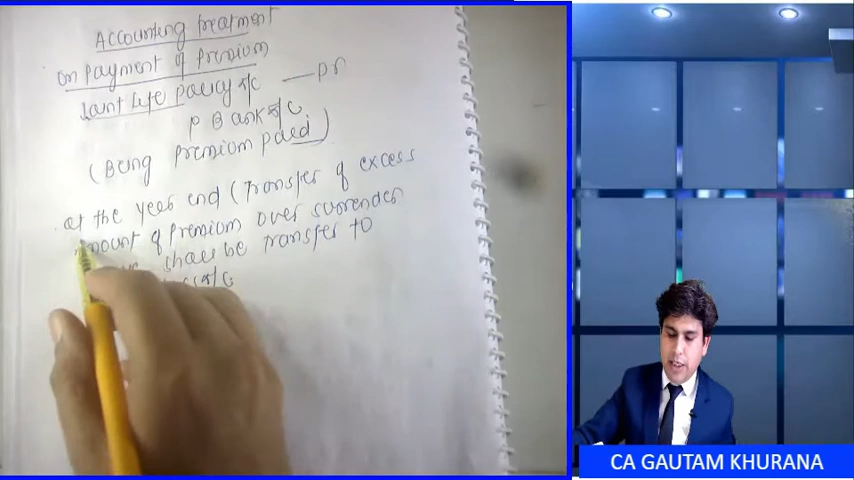 Accounting treatment
on payment of premium
Joint Life Policy a/c —— Dr
P Bank a/c
(Being Premium paid)
at the year end (Transfer of excess
amount of premium over surrender
shall be transfer to
a/c
CA GAUTAM KHURANA